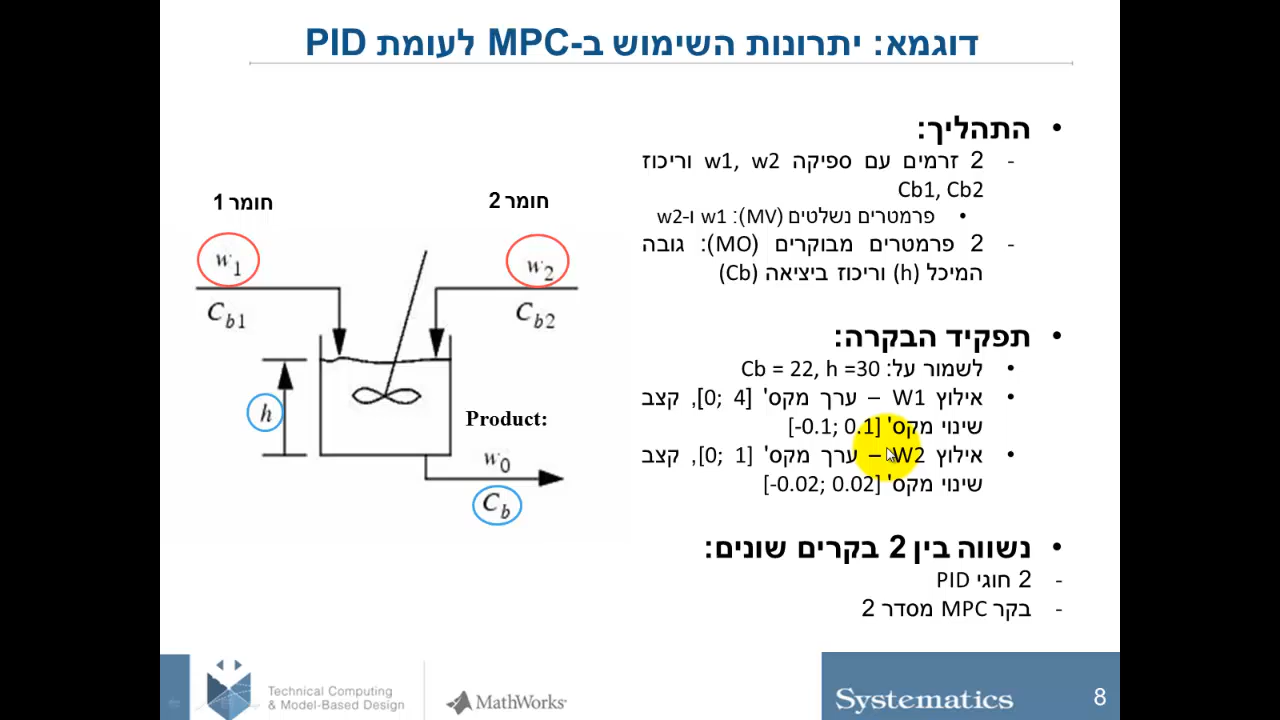 דוגמא: יתרונות השימוש ב-MPC לעומת PID
• התהליך:
- 2 זרמים עם ספיקה w1, w2 וריכוז
Cb1, Cb2
• פרמטרים נשלטים (MV): w1 ו-w2
- 2 פרמטרים מבוקרים (MO): גובה
המיכל (h) וריכוז ביציאה (Cb)
• תפקיד הבקרה:
• לשמור על: Cb = 22, h =30
• אילוץ W1 – ערך מקס' [0; 4], קצב
שינוי מקס' [-0.1; 0.1]
• אילוץ W2 – ערך מקס' [0; 1], קצב
שינוי מקס' [-0.02; 0.02]
• נשווה בין 2 בקרים שונים:
- 2 חוגי PID
- בקר MPC מסדר 2
חומר 1
חומר 2
w1
w2
Cb1
Cb2
h
Product:
w0
Cb
Technical Computing
& Model-Based Design
MathWorks
Systematics
8